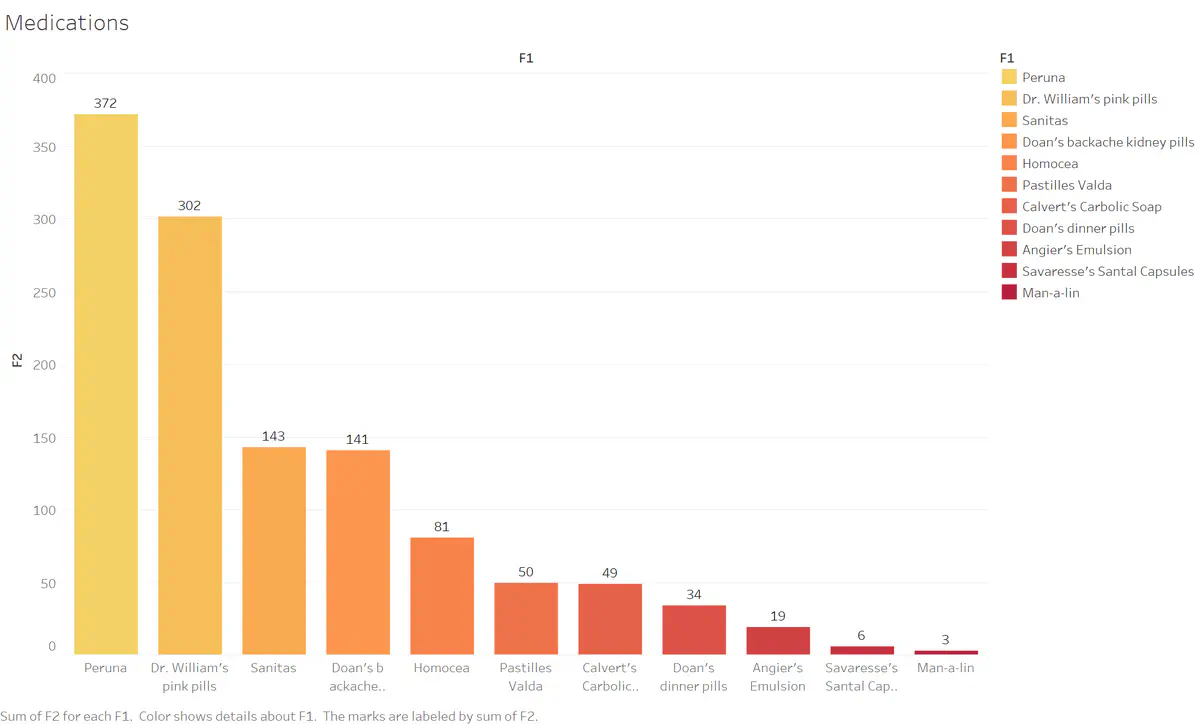 Medications
F1
F2
400
350
300
250
200
150
100
50
0
372
302
143
141
81
50
49
34
19
6
3
Peruna
Dr. William's
pink pills
Sanitas
Doan's b
ackache..
Homocea
Pastilles
Valda
Calvert's
Carbolic..
Doan's
dinner pills
Angier's
Emulsion
Savaresse's
Santal Cap..
Man-a-lin
F1
Peruna
Dr. William's pink pills
Sanitas
Doan's backache kidney pills
Homocea
Pastilles Valda
Calvert's Carbolic Soap
Doan's dinner pills
Angier's Emulsion
Savaresse's Santal Capsules
Man-a-lin
Sum of F2 for each F1. Color shows details about F1. The marks are labeled by sum of F2.